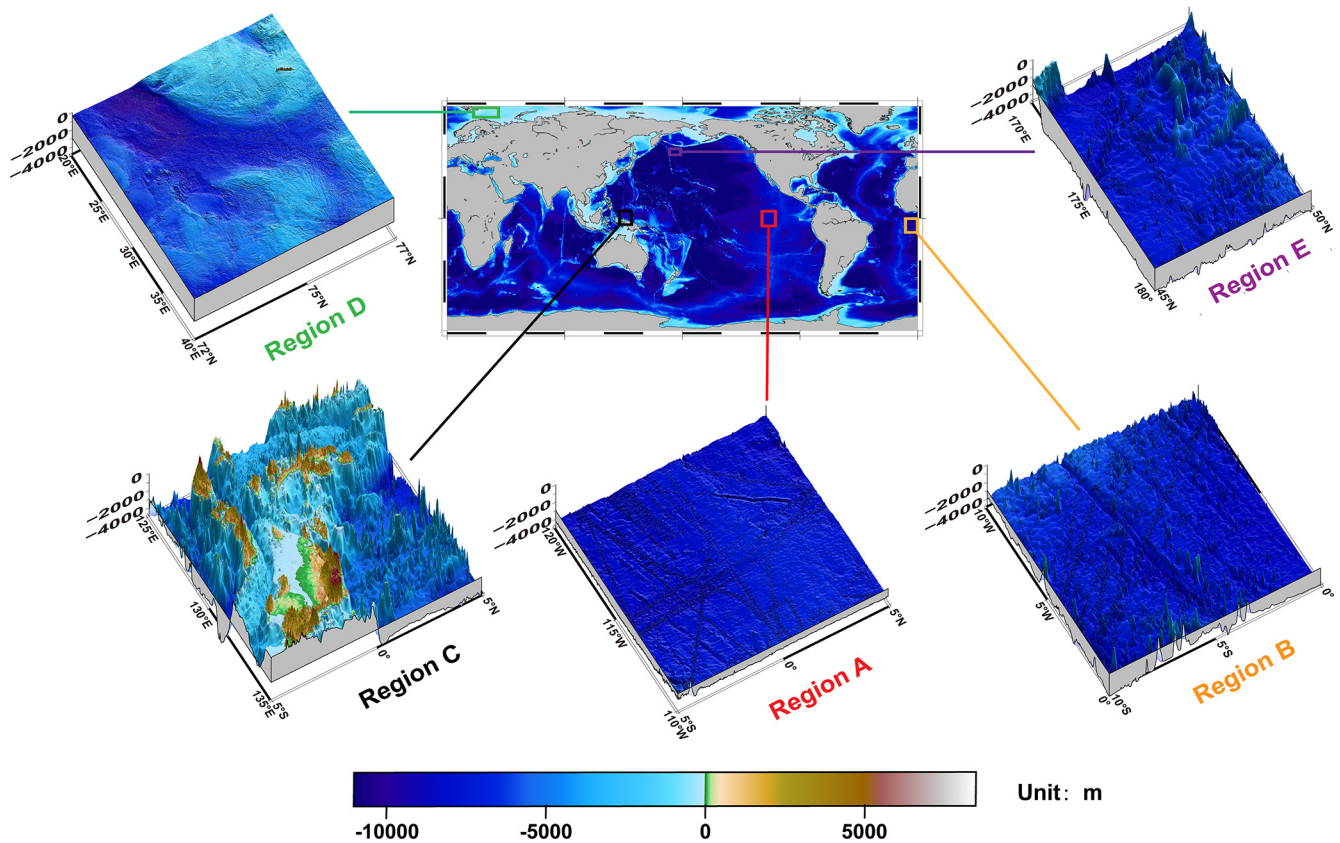 0
−2000
−4000
20°E
25°E
30°E
35°E
40°E
72°N
75°N
77°N
Region D
0
−2000
−4000
170°E
175°E
180°
45°N
50°N
Region E
0
−2000
−4000
125°E
130°E
135°E
5°S
0°
5°N
Region C
0
−2000
−4000
120°W
115°W
110°W
5°S
0°
5°N
Region A
0
−2000
−4000
10°W
5°W
0°
10°S
5°S
0°
Region B
-10000
-5000
0
5000
Unit: m